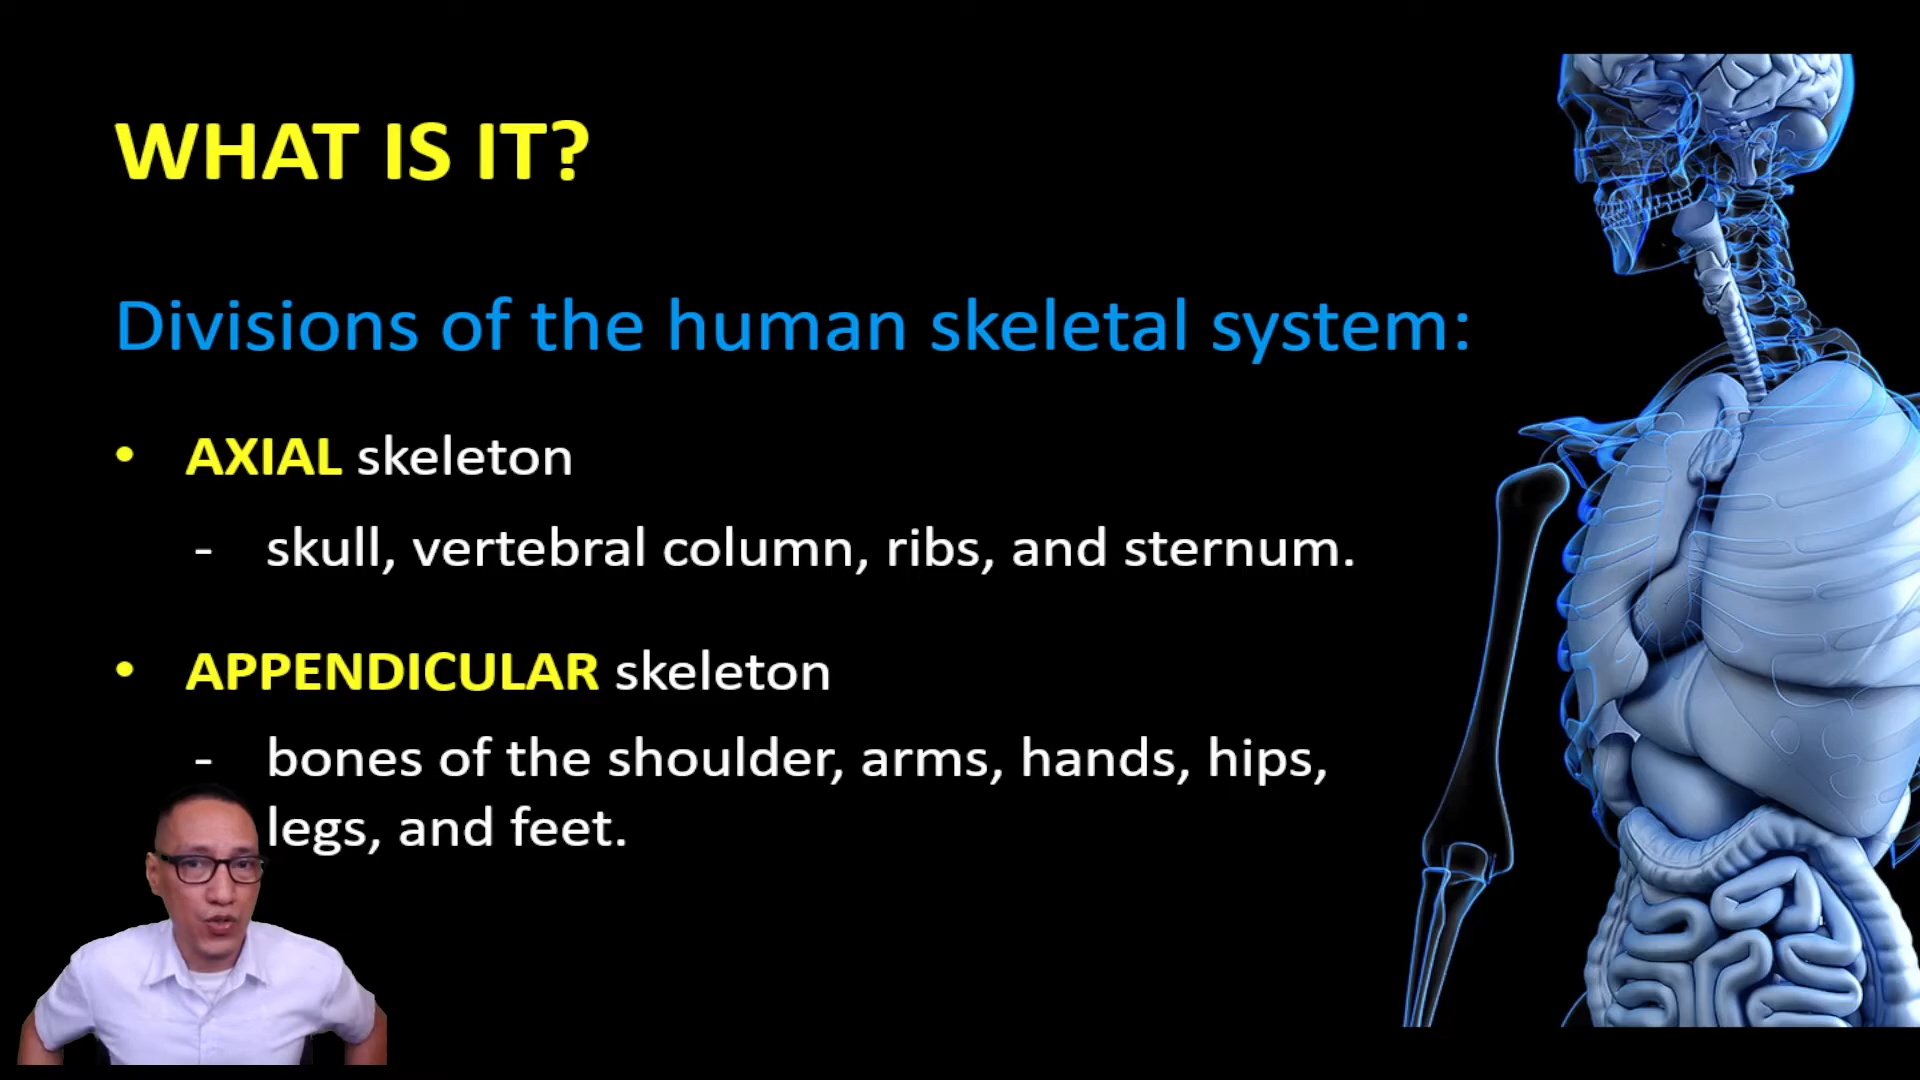 WHAT IS IT?
Divisions of the human skeletal system:
• AXIAL skeleton
- skull, vertebral column, ribs, and sternum.
• APPENDICULAR skeleton
- bones of the shoulder, arms, hands, hips,
legs, and feet.